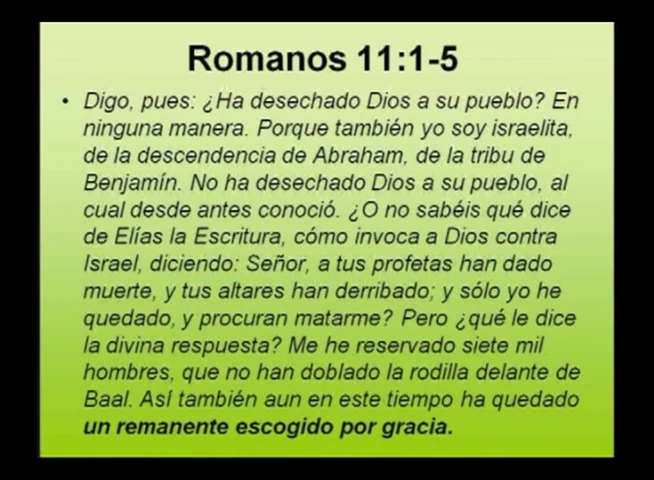 Romanos 11:1-5
• Digo, pues: ¿Ha desechado Dios a su pueblo? En
ninguna manera. Porque también yo soy israelita,
de la descendencia de Abraham, de la tribu de
Benjamín. No ha desechado Dios a su pueblo, al
cual desde antes conoció. ¿O no sabéis qué dice
de Elías la Escritura, cómo invoca a Dios contra
Israel, diciendo: Señor, a tus profetas han dado
muerte, y tus altares han derribado; y sólo yo he
quedado, y procuran matarme? Pero ¿qué le dice
la divina respuesta? Me he reservado siete mil
hombres, que no han doblado la rodilla delante de
Baal. Así también aun en este tiempo ha quedado
un remanente escogido por gracia.